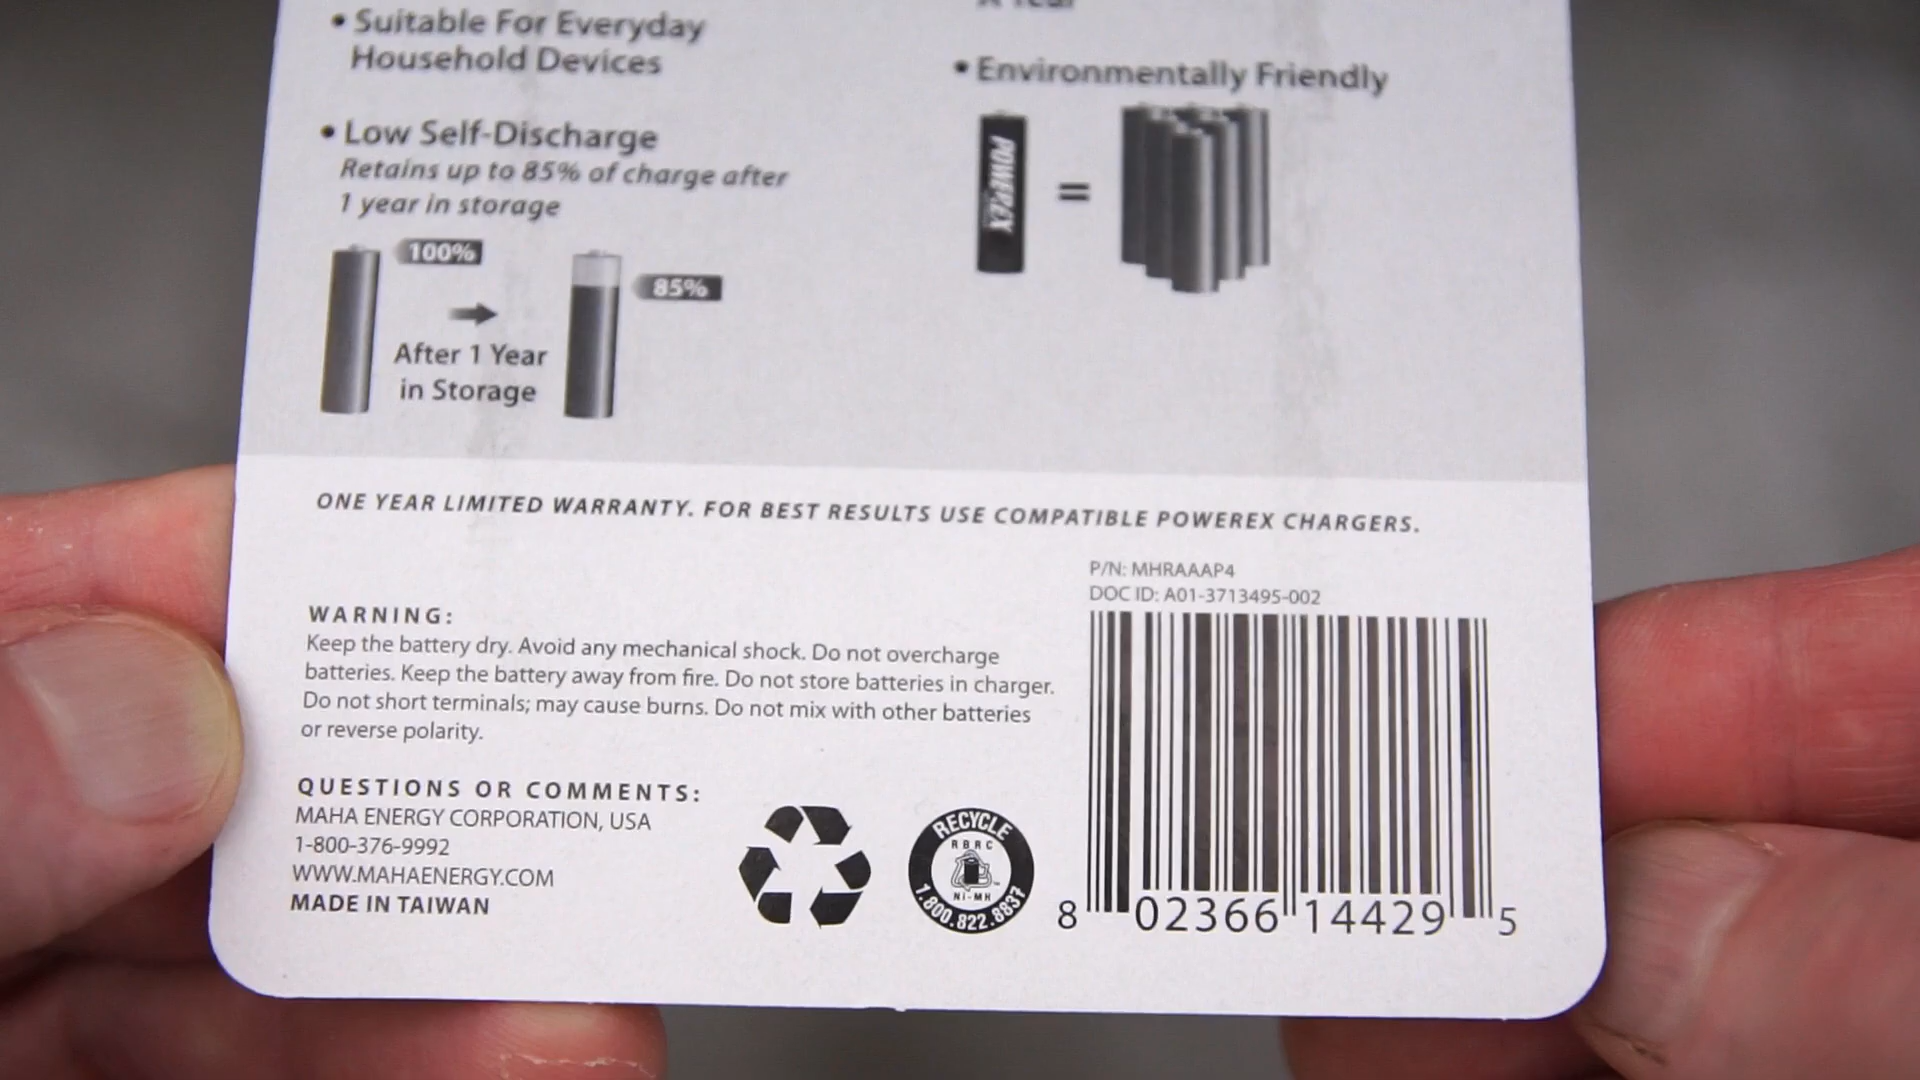 • Suitable For Everyday
Household Devices
• Low Self-Discharge
Retains up to 85% of charge after
1 year in storage
100%
85%
After 1 Year
in Storage
• Environmentally Friendly
POWEREX
=
ONE YEAR LIMITED WARRANTY. FOR BEST RESULTS USE COMPATIBLE POWEREX CHARGERS.
P/N: MHRAAAP4
DOC ID: A01-3713495-002
WARNING:
Keep the battery dry. Avoid any mechanical shock. Do not overcharge
batteries. Keep the battery away from fire. Do not store batteries in charger.
Do not short terminals; may cause burns. Do not mix with other batteries
or reverse polarity.
QUESTIONS OR COMMENTS:
MAHA ENERGY CORPORATION, USA
1-800-376-9992
WWW.MAHAENERGY.COM
MADE IN TAIWAN
RECYCLE
RBRC
Ni-MH
1.800.822.8837
8 02366 14429 5